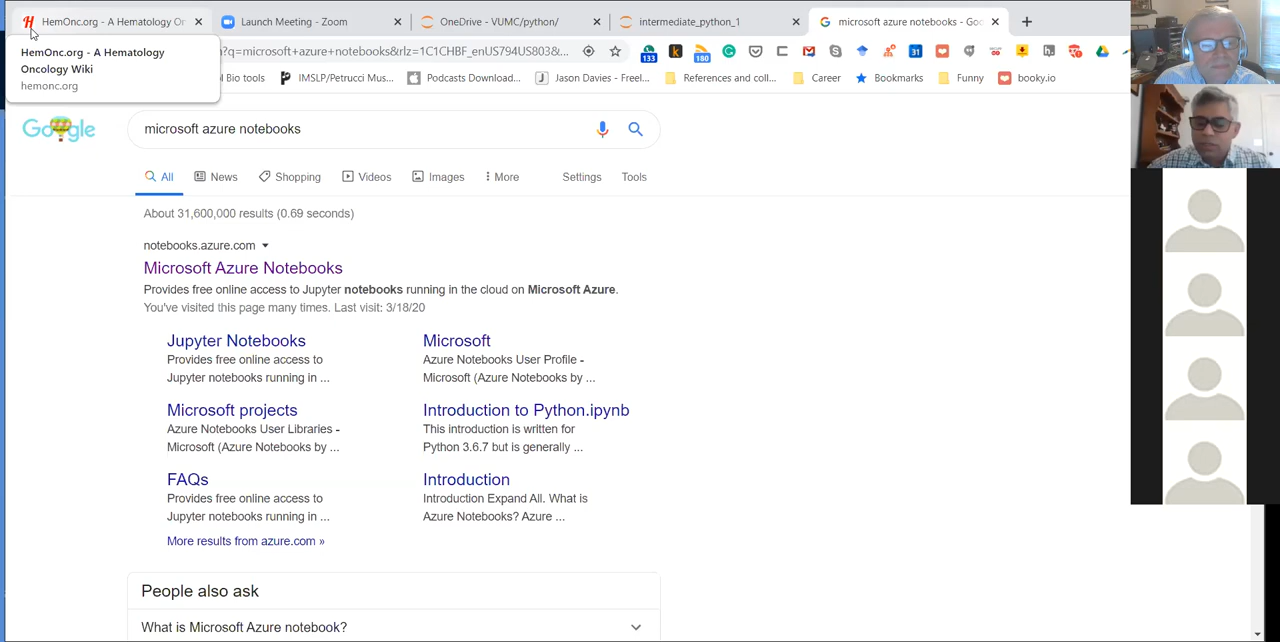 HemOnc.org - A Hematology On
Launch Meeting - Zoom
OneDrive - VUMC/python/
intermediate_python_1
microsoft azure notebooks - Goo
HemOnc.org - A Hematology
Oncology Wiki
hemonc.org
?q=microsoft+azure+notebooks&rlz=1C1CHBF_enUS794US803&...
133
180
31
l Bio tools
IMSLP/Petrucci Mus...
Podcasts Download...
Jason Davies - Freel...
References and coll...
Career
Bookmarks
Funny
booky.io
Google
microsoft azure notebooks
All
News
Shopping
Videos
Images
More
Settings
Tools
About 31,600,000 results (0.69 seconds)
notebooks.azure.com
Microsoft Azure Notebooks
Provides free online access to Jupyter notebooks running in the cloud on Microsoft Azure.
You've visited this page many times. Last visit: 3/18/20
Jupyter Notebooks
Provides free online access to
Jupyter notebooks running in ...
Microsoft
Azure Notebooks User Profile -
Microsoft (Azure Notebooks by ...
Microsoft projects
Azure Notebooks User Libraries -
Microsoft (Azure Notebooks by ...
Introduction to Python.ipynb
This introduction is written for
Python 3.6.7 but is generally ...
FAQs
Provides free online access to
Jupyter notebooks running in ...
Introduction
Introduction Expand All. What is
Azure Notebooks? Azure ...
More results from azure.com »
People also ask
What is Microsoft Azure notebook?